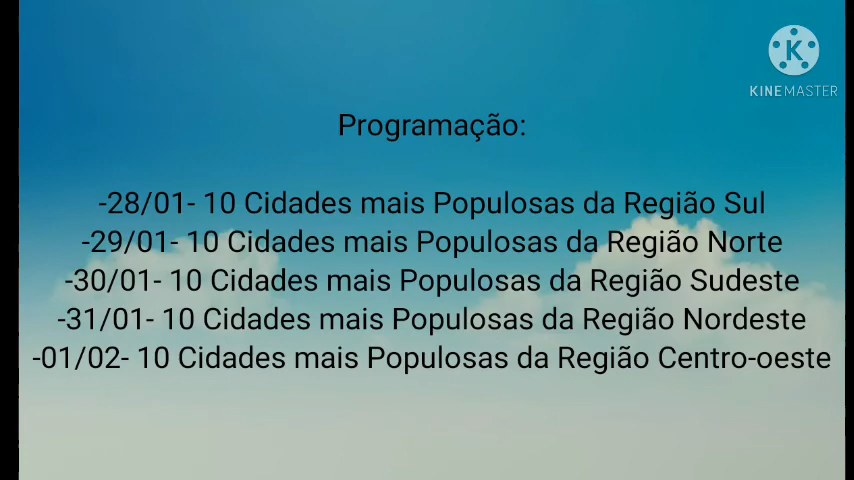 KINEMASTER
Programação:
-28/01- 10 Cidades mais Populosas da Região Sul
-29/01- 10 Cidades mais Populosas da Região Norte
-30/01- 10 Cidades mais Populosas da Região Sudeste
-31/01- 10 Cidades mais Populosas da Região Nordeste
-01/02- 10 Cidades mais Populosas da Região Centro-oeste